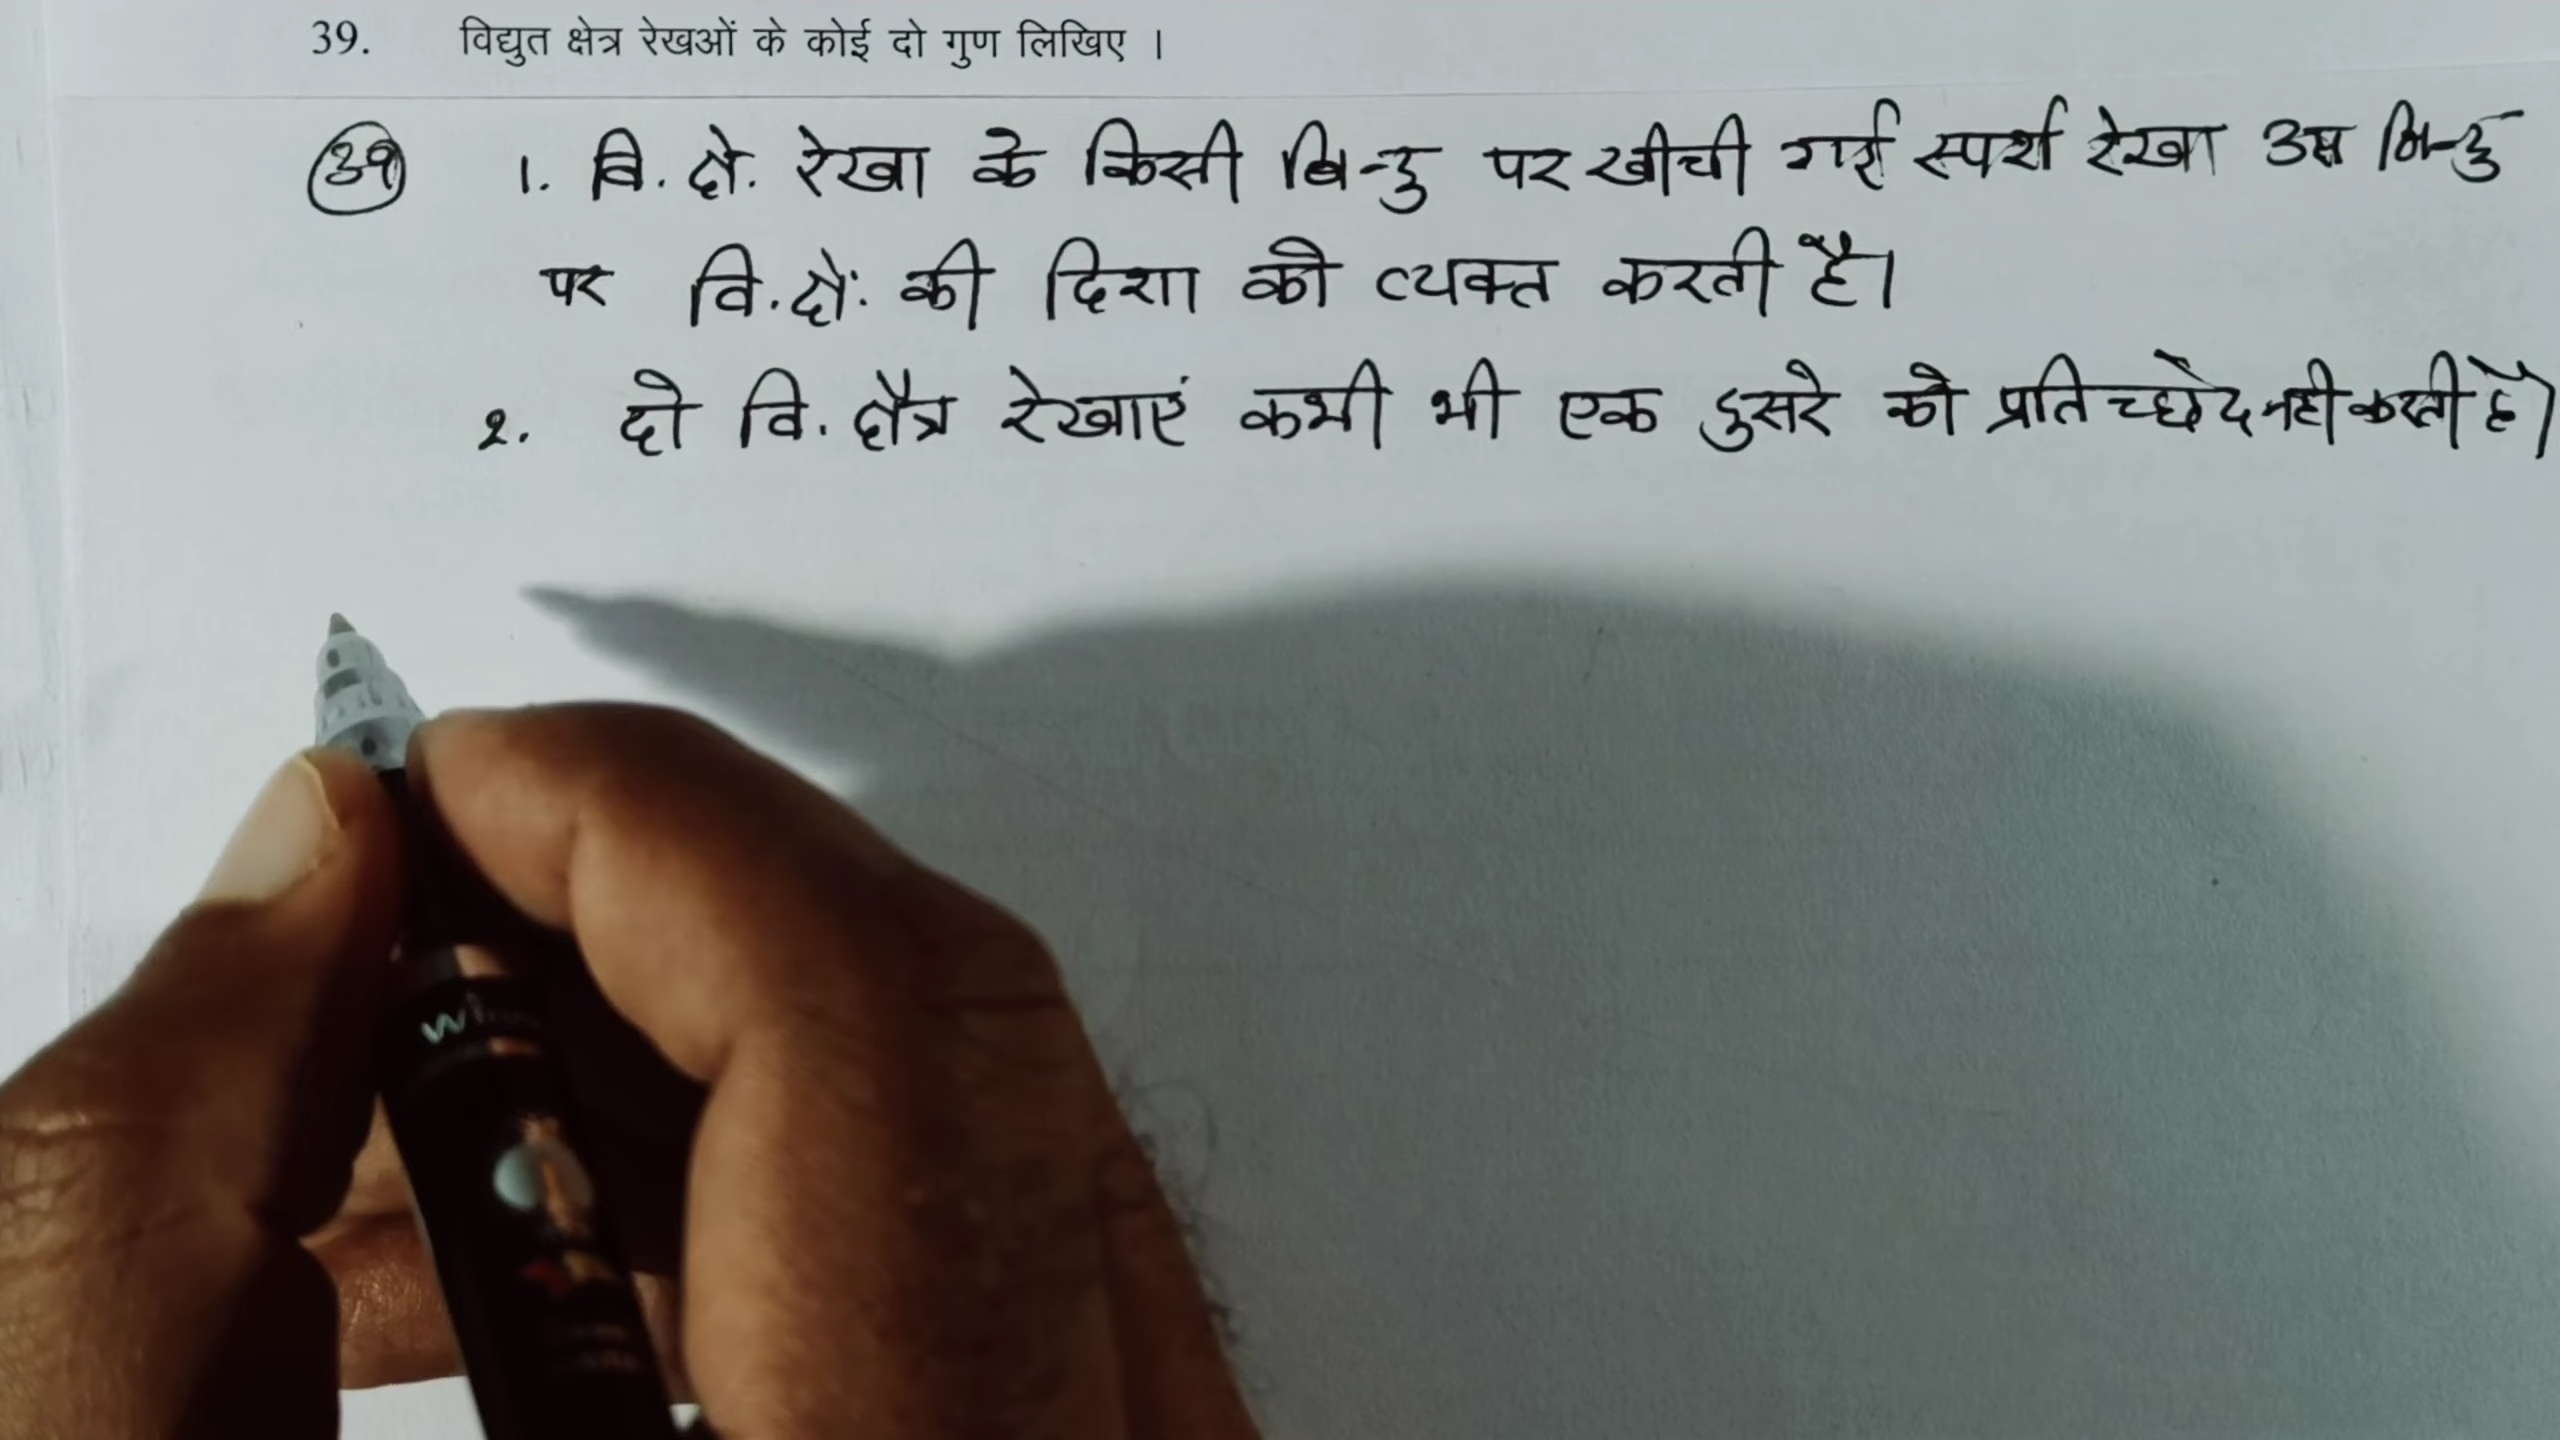 39. विद्युत क्षेत्र रेखओं के कोई दो गुण लिखिए ।
39 1. वि. क्षे. रेखा के किसी बिन्दु पर खीची गई स्पर्श रेखा उस बिन्दु
पर वि. क्षे. की दिशा को व्यक्त करती है।
2. दो वि. क्षैत्र रेखाएं कभी भी एक दुसरे को प्रतिच्छेद नही करती है।